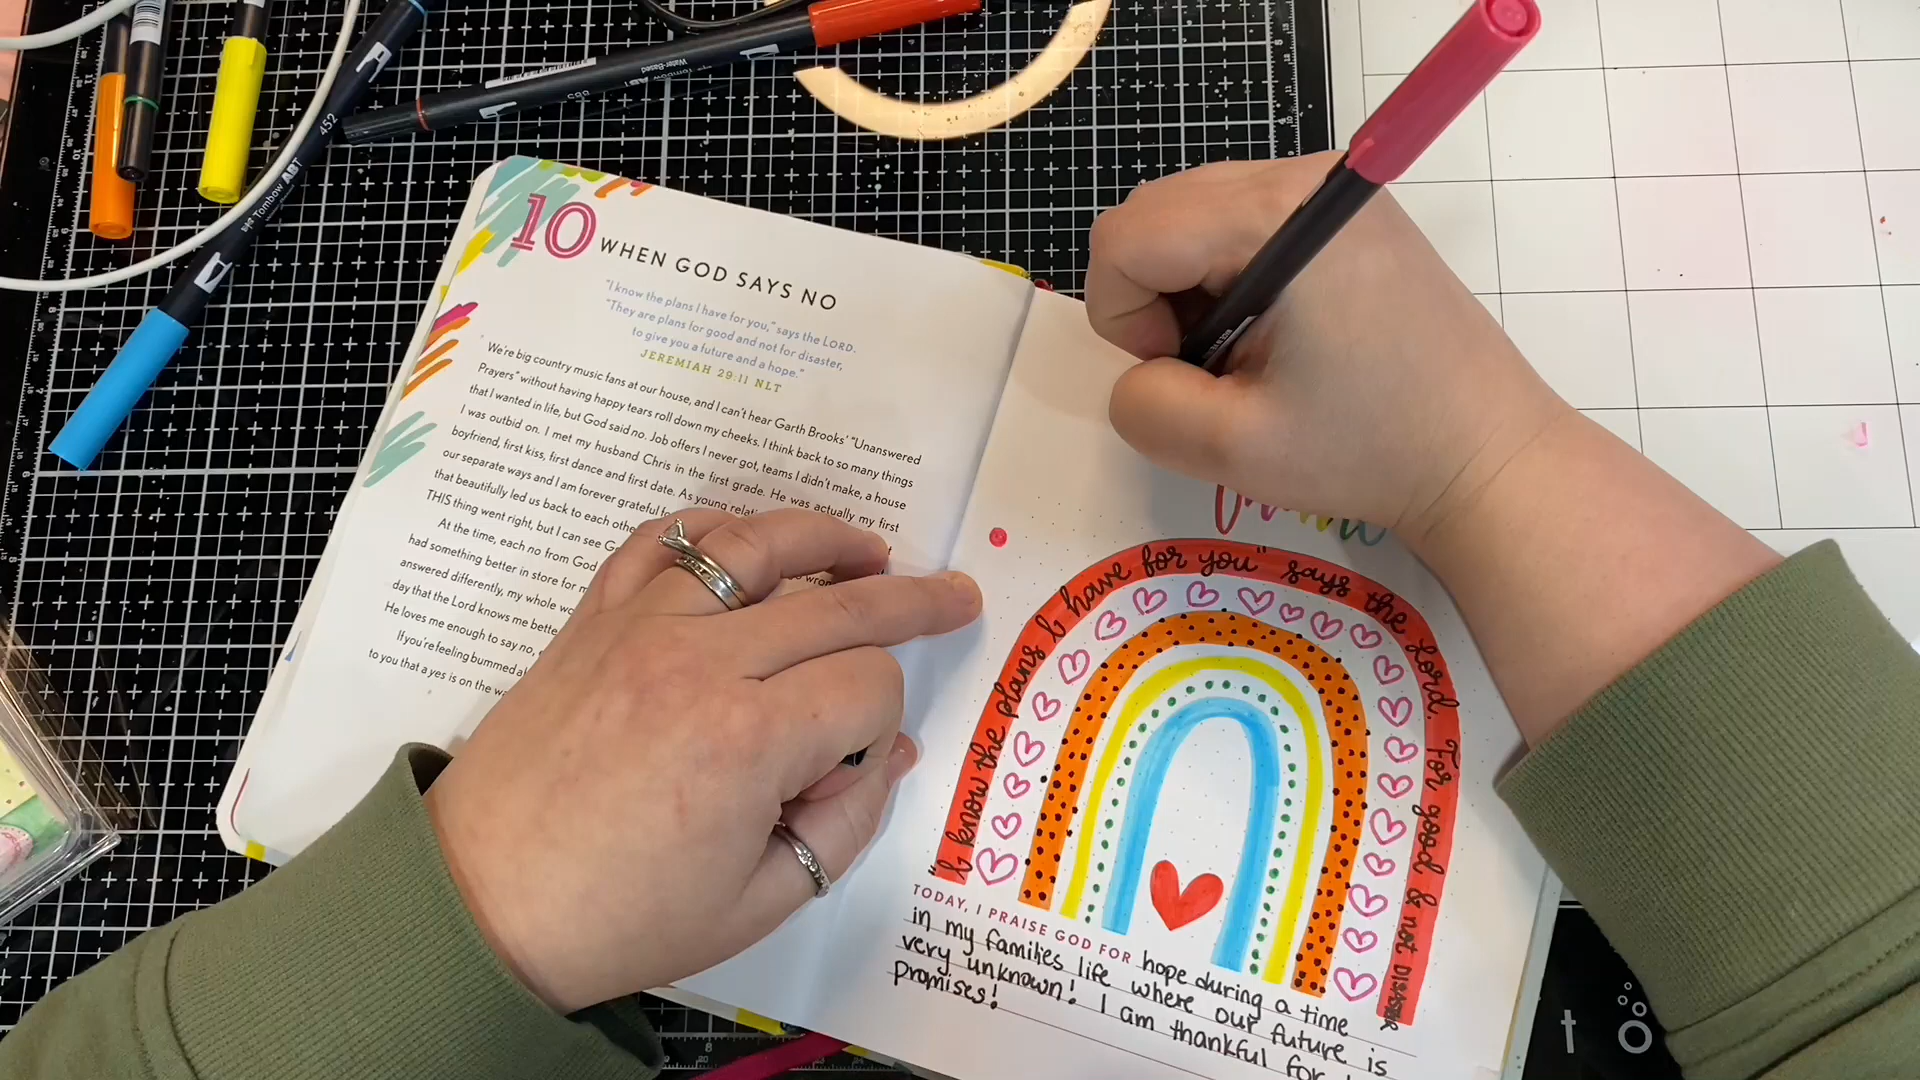 10 WHEN GOD SAYS NO
"I know the plans I have for you," says the LORD.
"They are plans for good and not for disaster,
to give you a future and a hope."
JEREMIAH 29:11 NLT
We're big country music fans at our house, and I can't hear Garth Brooks' "Unanswered
Prayers" without having happy tears roll down my cheeks. I think back to so many things
that I wanted in life, but God said no. Job offers I never got, teams I didn't make, a house
I was outbid on. I met my husband Chris in the first grade. He was actually my first
boyfriend, first kiss, first dance and first date. As young
our separate ways and I am forever grateful
that beautifully led us back to each
THIS thing went right, but I can see
At the time, each no from God
had something better in store for
answered differently, my whole
day that the Lord knows me
He loves me enough to say no,
If you're feeling bummed
to you that a yes is on the
"I know the plans I have for you" says the Lord. For good & not DISASTER
TODAY, I PRAISE GOD FOR hope during a time
in my families life where our future is
very unknown! I am thankful for
promises!
452
Tombow ABT
885
Water-Based